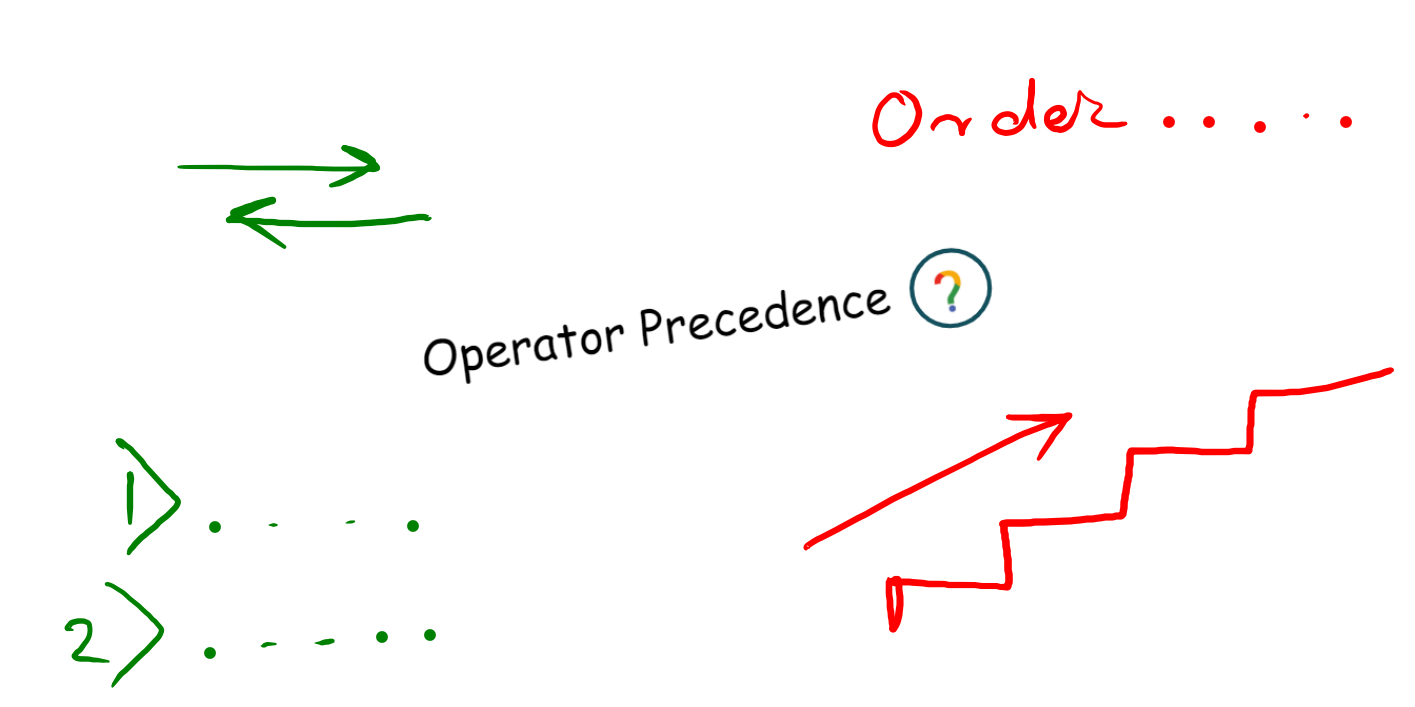 Order.....
Operator Precedence ?
1) . - - .
2) . - - . .